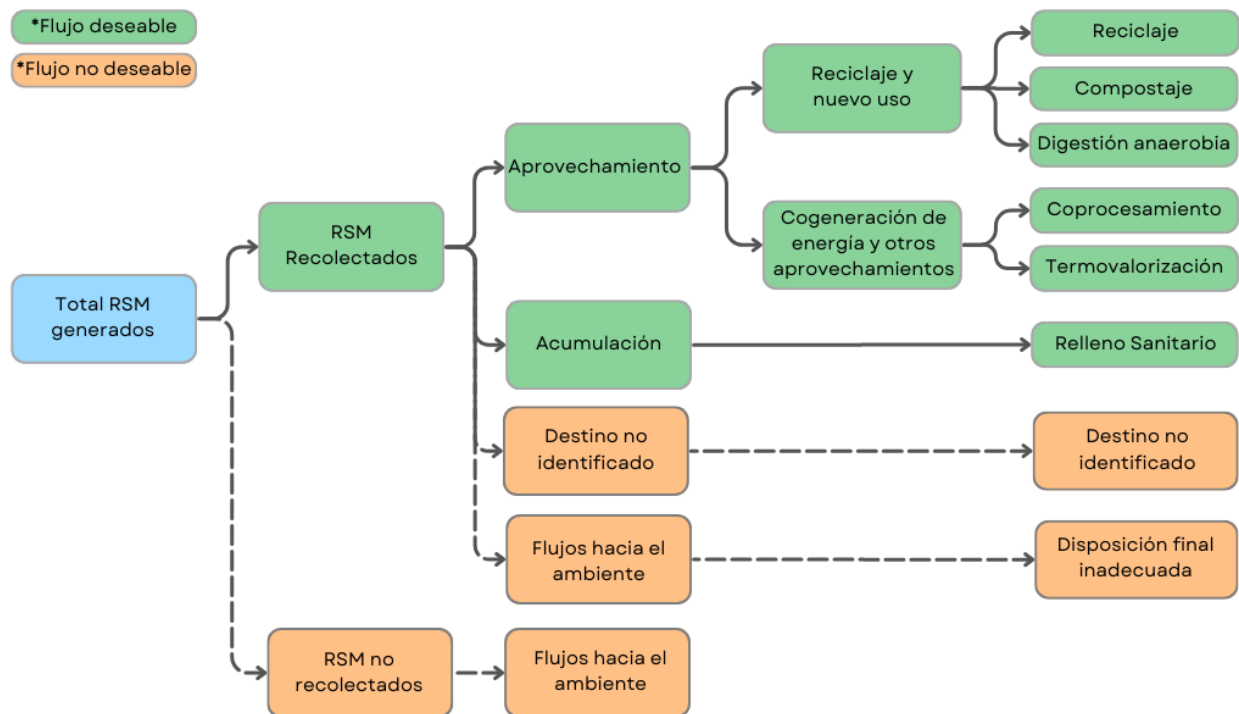 *Flujo deseable
*Flujo no deseable
Total RSM
generados
RSM
Recolectados
RSM no
recolectados
Aprovechamiento
Acumulación
Destino no
identificado
Flujos hacia el
ambiente
Flujos hacia el
ambiente
Reciclaje y
nuevo uso
Cogeneración de
energía y otros
aprovechamientos
Reciclaje
Compostaje
Digestión anaerobia
Coprocesamiento
Termovalorización
Relleno Sanitario
Destino no
identificado
Disposición final
inadecuada